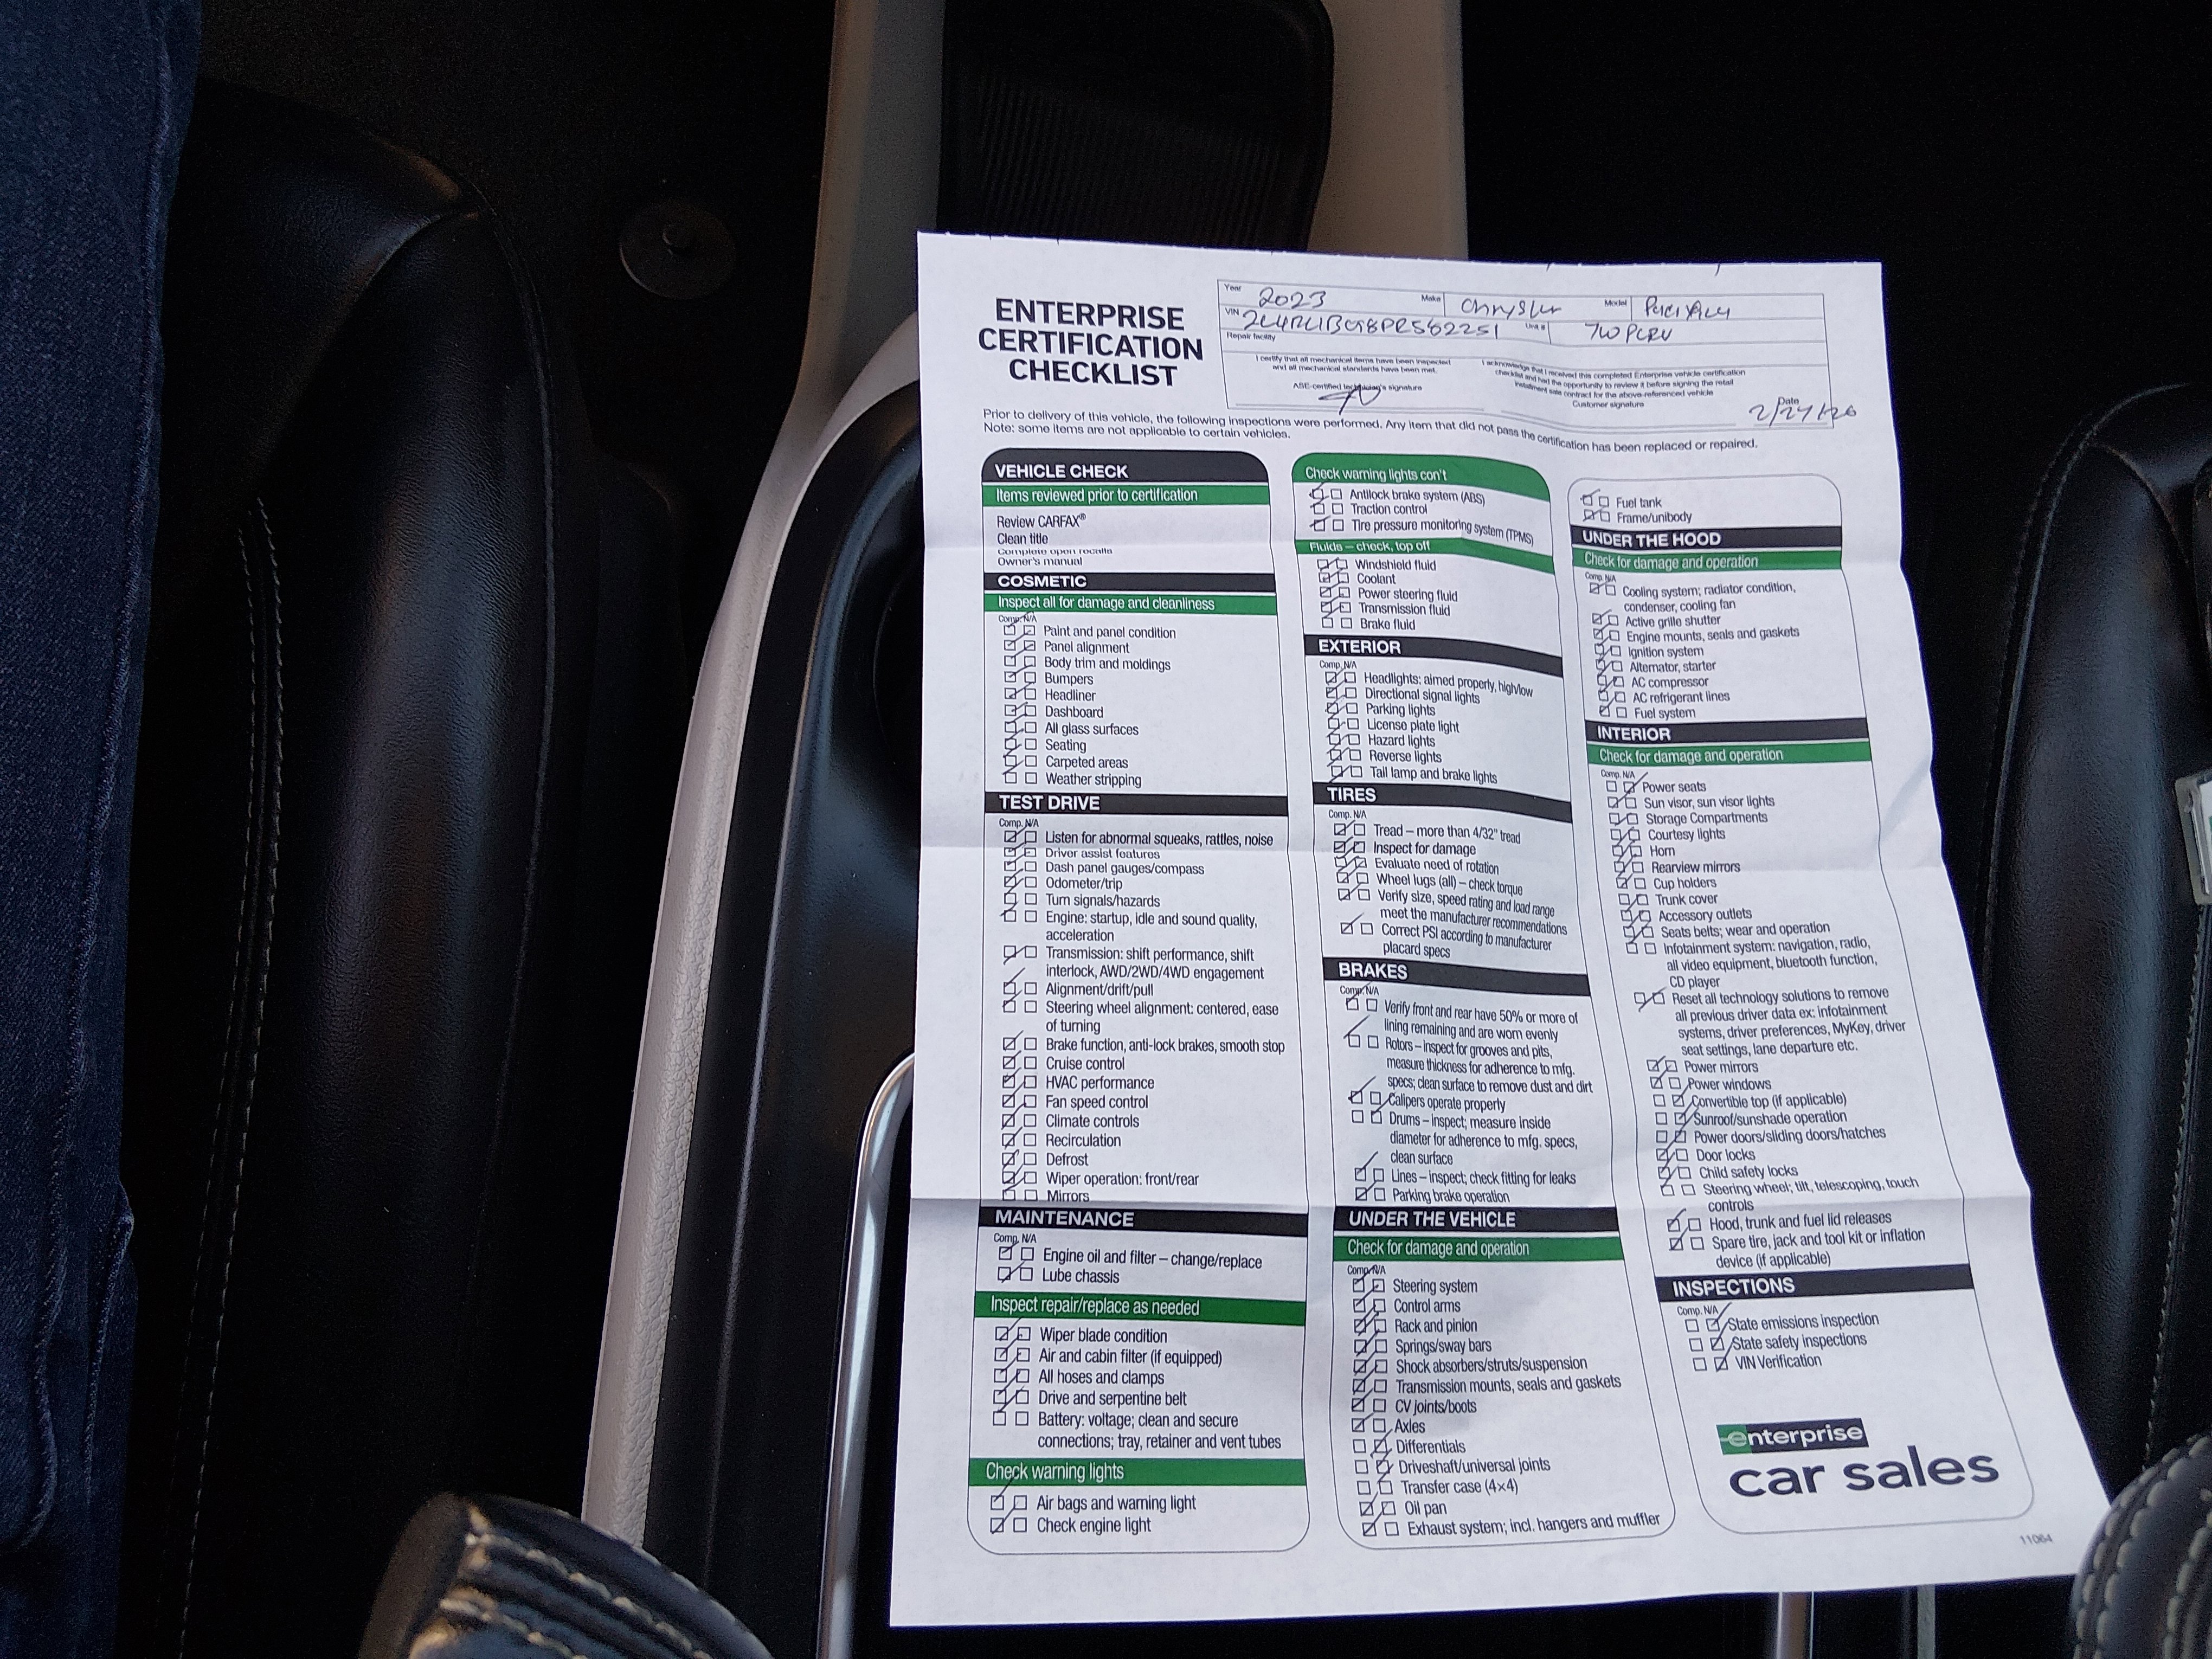 ENTERPRISE
CERTIFICATION
CHECKLIST
Year 2023 Make Chrysler Model Pacifica
VIN Unit # 7WPCRV
Repair facility
I certify that all mechanical items have been inspected
and all mechanical standards have been met.
ASE-certified technician's signature
I acknowledge that I received this completed Enterprise vehicle certification
checklist and had the opportunity to review it before signing the retail
installment sale contract for the above-referenced vehicle
Customer signature
Date
Prior to delivery of this vehicle, the following inspections were performed. Any item that did not pass the certification has been replaced or repaired.
Note: some items are not applicable to certain vehicles.
VEHICLE CHECK
Items reviewed prior to certification
Review CARFAX®
Clean title
Complete open recalls
Owner's manual
COSMETIC
Inspect all for damage and cleanliness
Comp. N/A
Paint and panel condition
Panel alignment
Body trim and moldings
Bumpers
Headliner
Dashboard
All glass surfaces
Seating
Carpeted areas
Weather stripping
TEST DRIVE
Comp. N/A
Listen for abnormal squeaks, rattles, noise
Driver assist features
Dash panel gauges/compass
Odometer/trip
Turn signals/hazards
Engine: startup, idle and sound quality,
acceleration
Transmission: shift performance, shift
interlock, AWD/2WD/4WD engagement
Alignment/drift/pull
Steering wheel alignment: centered, ease
of turning
Brake function, anti-lock brakes, smooth stop
Cruise control
HVAC performance
Fan speed control
Climate controls
Recirculation
Defrost
Wiper operation: front/rear
Mirrors
MAINTENANCE
Comp. N/A
Engine oil and filter – change/replace
Lube chassis
Inspect repair/replace as needed
Wiper blade condition
Air and cabin filter (if equipped)
All hoses and clamps
Drive and serpentine belt
Battery: voltage; clean and secure
connections; tray, retainer and vent tubes
Check warning lights
Air bags and warning light
Check engine light
Check warning lights con't
Antilock brake system (ABS)
Traction control
Tire pressure monitoring system (TPMS)
Fluids – check, top off
Windshield fluid
Coolant
Power steering fluid
Transmission fluid
Brake fluid
EXTERIOR
Comp. N/A
Headlights: aimed properly, high/low
Directional signal lights
Parking lights
License plate light
Hazard lights
Reverse lights
Tail lamp and brake lights
TIRES
Comp. N/A
Tread – more than 4/32" tread
Inspect for damage
Evaluate need of rotation
Wheel lugs (all) – check torque
Verify size, speed rating and load range
meet the manufacturer recommendations
Correct PSI according to manufacturer
placard specs
BRAKES
Comp. N/A
Verify front and rear have 50% or more of
lining remaining and are worn evenly
Rotors – inspect for grooves and pits,
measure thickness for adherence to mfg.
specs; clean surface to remove dust and dirt
Calipers operate properly
Drums – inspect; measure inside
diameter for adherence to mfg. specs,
clean surface
Lines – inspect; check fitting for leaks
Parking brake operation
UNDER THE VEHICLE
Check for damage and operation
Comp. N/A
Steering system
Control arms
Rack and pinion
Springs/sway bars
Shock absorbers/struts/suspension
Transmission mounts, seals and gaskets
CV joints/boots
Axles
Differentials
Driveshaft/universal joints
Transfer case (4×4)
Oil pan
Exhaust system; incl. hangers and muffler
Fuel tank
Frame/unibody
UNDER THE HOOD
Check for damage and operation
Comp. N/A
Cooling system; radiator condition,
condenser, cooling fan
Active grille shutter
Engine mounts, seals and gaskets
Ignition system
Alternator, starter
AC compressor
AC refrigerant lines
Fuel system
INTERIOR
Check for damage and operation
Comp. N/A
Power seats
Sun visor, sun visor lights
Storage Compartments
Courtesy lights
Horn
Rearview mirrors
Cup holders
Trunk cover
Accessory outlets
Seats belts; wear and operation
Infotainment system: navigation, radio,
all video equipment, bluetooth function,
CD player
Reset all technology solutions to remove
all previous driver data ex: infotainment
systems, driver preferences, MyKey, driver
seat settings, lane departure etc.
Power mirrors
Power windows
Convertible top (if applicable)
Sunroof/sunshade operation
Power doors/sliding doors/hatches
Door locks
Child safety locks
Steering wheel; tilt, telescoping, touch
controls
Hood, trunk and fuel lid releases
Spare tire, jack and tool kit or inflation
device (if applicable)
INSPECTIONS
Comp. N/A
State emissions inspection
State safety inspections
VIN Verification
enterprise
car sales
11064